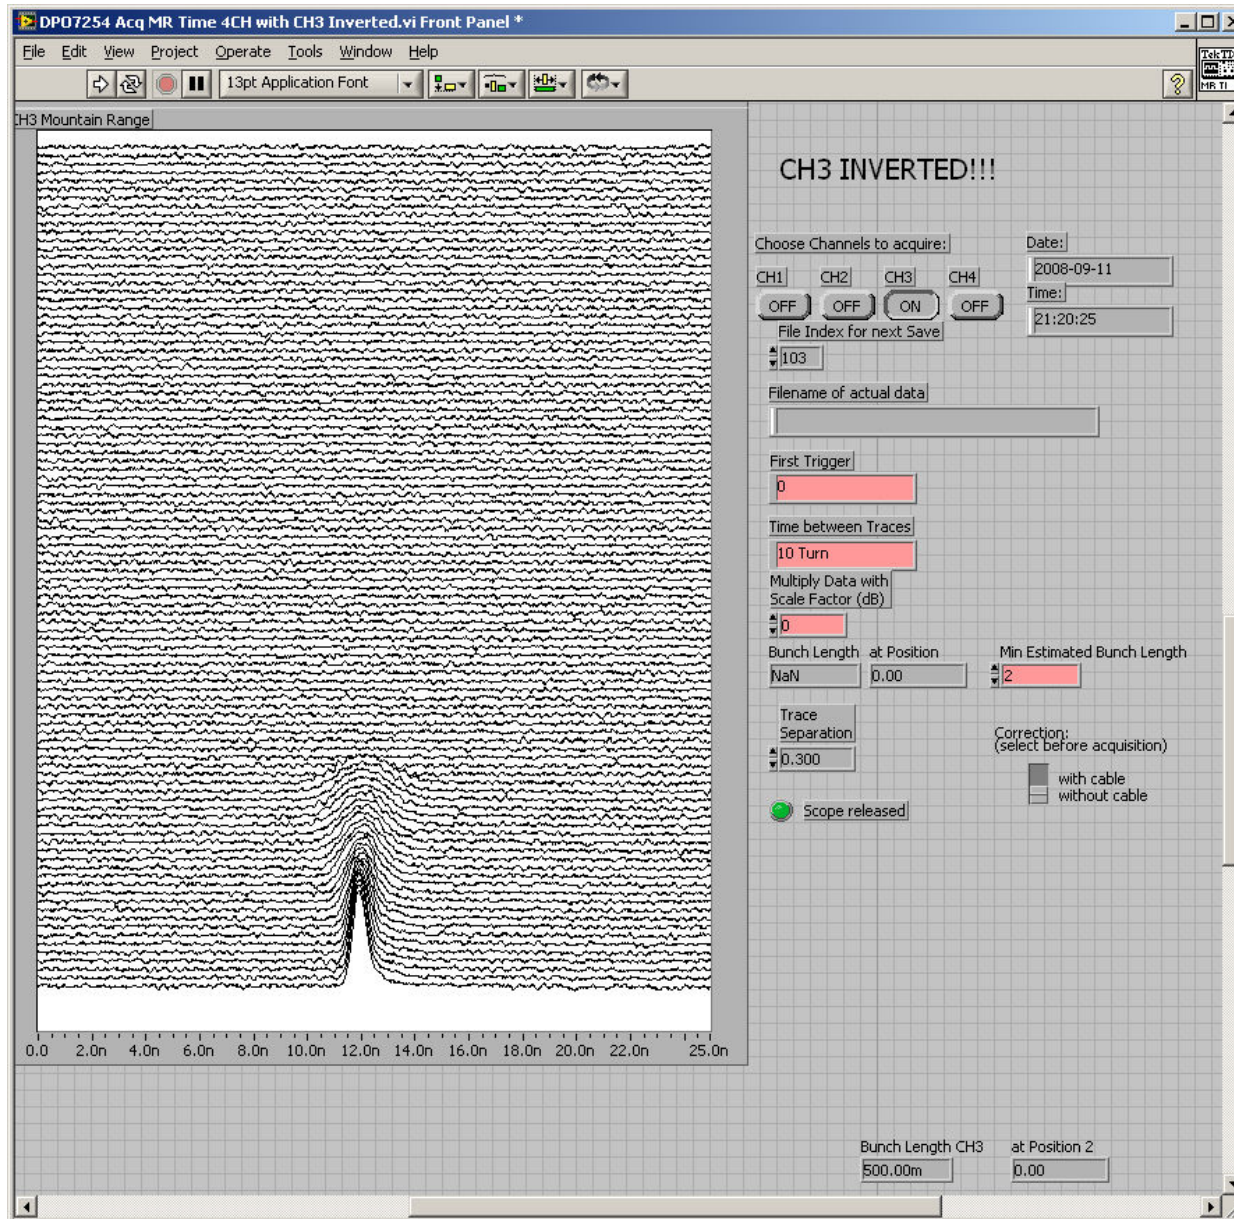 DPO7254 Acq MR Time 4CH with CH3 Inverted.vi Front Panel *
File Edit View Project Operate Tools Window Help
13pt Application Font
?
MR TI
CH3 Mountain Range
CH3 INVERTED!!!
Choose Channels to acquire:
Date:
CH1 CH2 CH3 CH4
2008-09-11
OFF OFF ON OFF
Time:
21:20:25
File Index for next Save
103
Filename of actual data
First Trigger
0
Time between Traces
10 Turn
Multiply Data with
Scale Factor (dB)
0
Bunch Length at Position Min Estimated Bunch Length
NaN 0.00 2
Trace
Separation
0.300
Correction:
(select before acquisition)
with cable
without cable
Scope released
0.0 2.0n 4.0n 6.0n 8.0n 10.0n 12.0n 14.0n 16.0n 18.0n 20.0n 22.0n 25.0n
Bunch Length CH3 at Position 2
500.00m 0.00